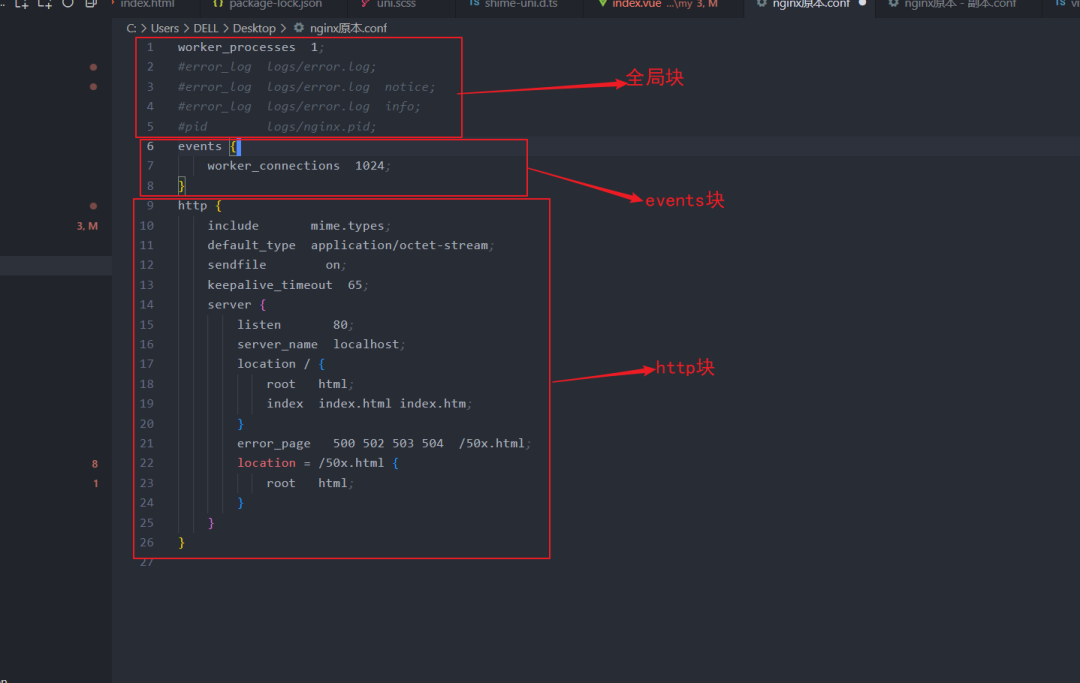 index.html package-lock.json uni.scss shime-uni.d.ts index.vue ...\my 3, M nginx原本.conf nginx原本 - 副本.conf
C: > Users > DELL > Desktop > nginx原本.conf
1 worker_processes 1;
2 #error_log logs/error.log;
全局块
3 #error_log logs/error.log notice;
4 #error_log logs/error.log info;
5 #pid logs/nginx.pid;
6 events {
7 worker_connections 1024;
8 }
events块
9 http {
3, M
10 include mime.types;
11 default_type application/octet-stream;
12 sendfile on;
13 keepalive_timeout 65;
14 server {
15 listen 80;
16 server_name localhost;
17 location / {
http块
18 root html;
19 index index.html index.htm;
20 }
21 error_page 500 502 503 504 /50x.html;
8
22 location = /50x.html {
1
23 root html;
24 }
25 }
26 }
27